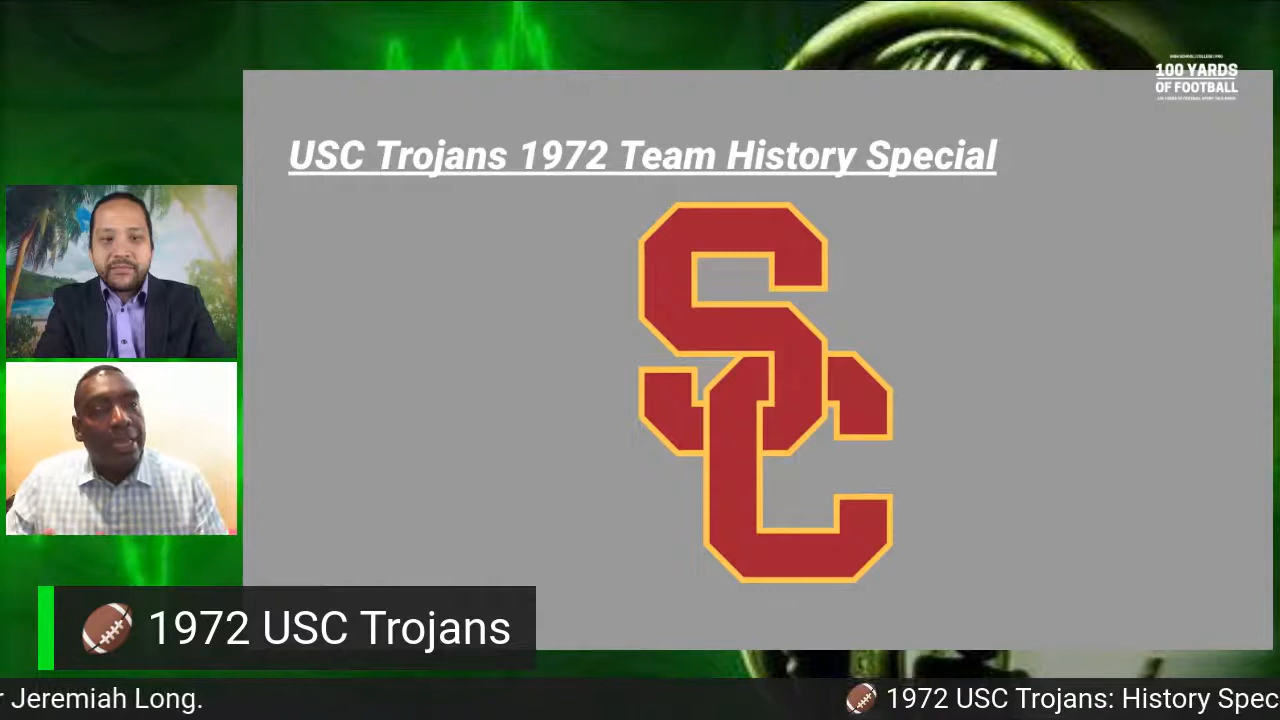 100 YARDS
OF FOOTBALL
USC Trojans 1972 Team History Special
SC
🏈 1972 USC Trojans
r Jeremiah Long.
🏈 1972 USC Trojans: History Spec